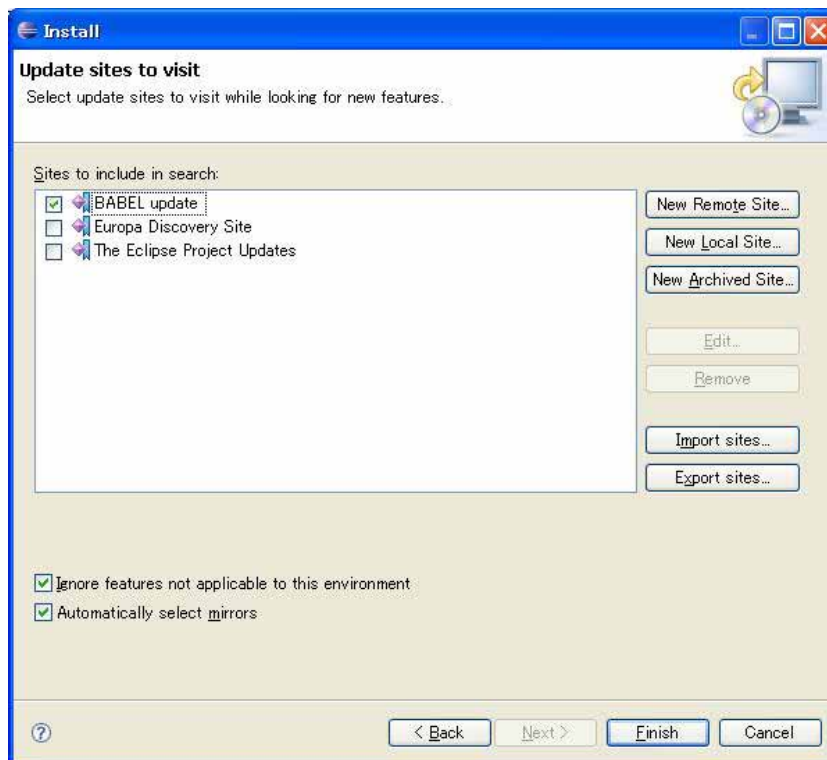 Install
Update sites to visit
Select update sites to visit while looking for new features.
Sites to include in search:
BABEL update
Europa Discovery Site
The Eclipse Project Updates
New Remote Site...
New Local Site...
New Archived Site...
Edit...
Remove
Import sites...
Export sites...
Ignore features not applicable to this environment
Automatically select mirrors
?
< Back
Next >
Finish
Cancel